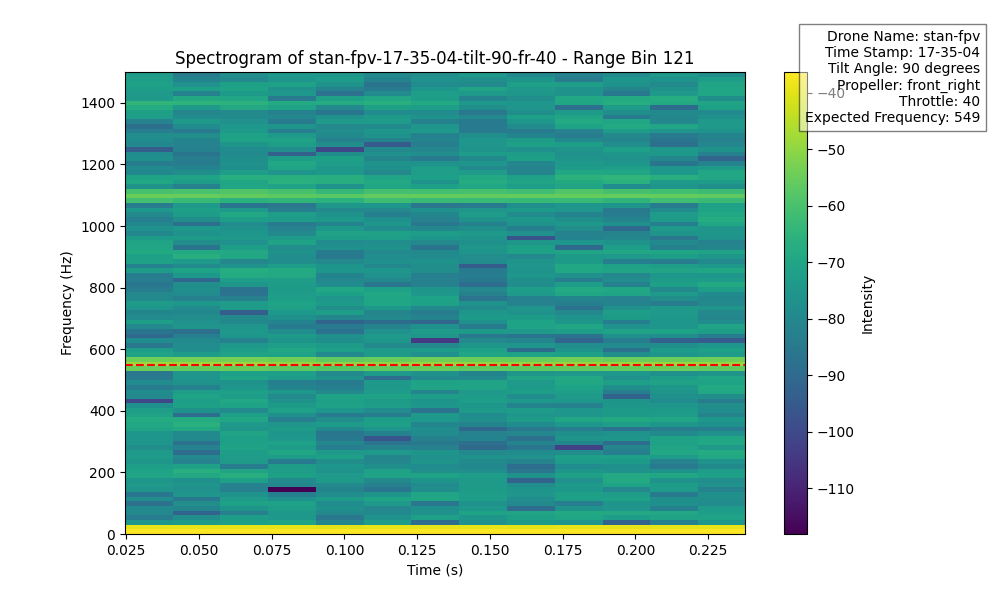 Spectrogram of stan-fpv-17-35-04-tilt-90-fr-40 - Range Bin 121
Drone Name: stan-fpv
Time Stamp: 17-35-04
Tilt Angle: 90 degrees
Propeller: front_right
Throttle: 40
Expected Frequency: 549
Frequency (Hz)
1400
1200
1000
800
600
400
200
0
0.025
0.050
0.075
0.100
0.125
0.150
0.175
0.200
0.225
Time (s)
−40
−50
−60
−70
−80
−90
−100
−110
Intensity